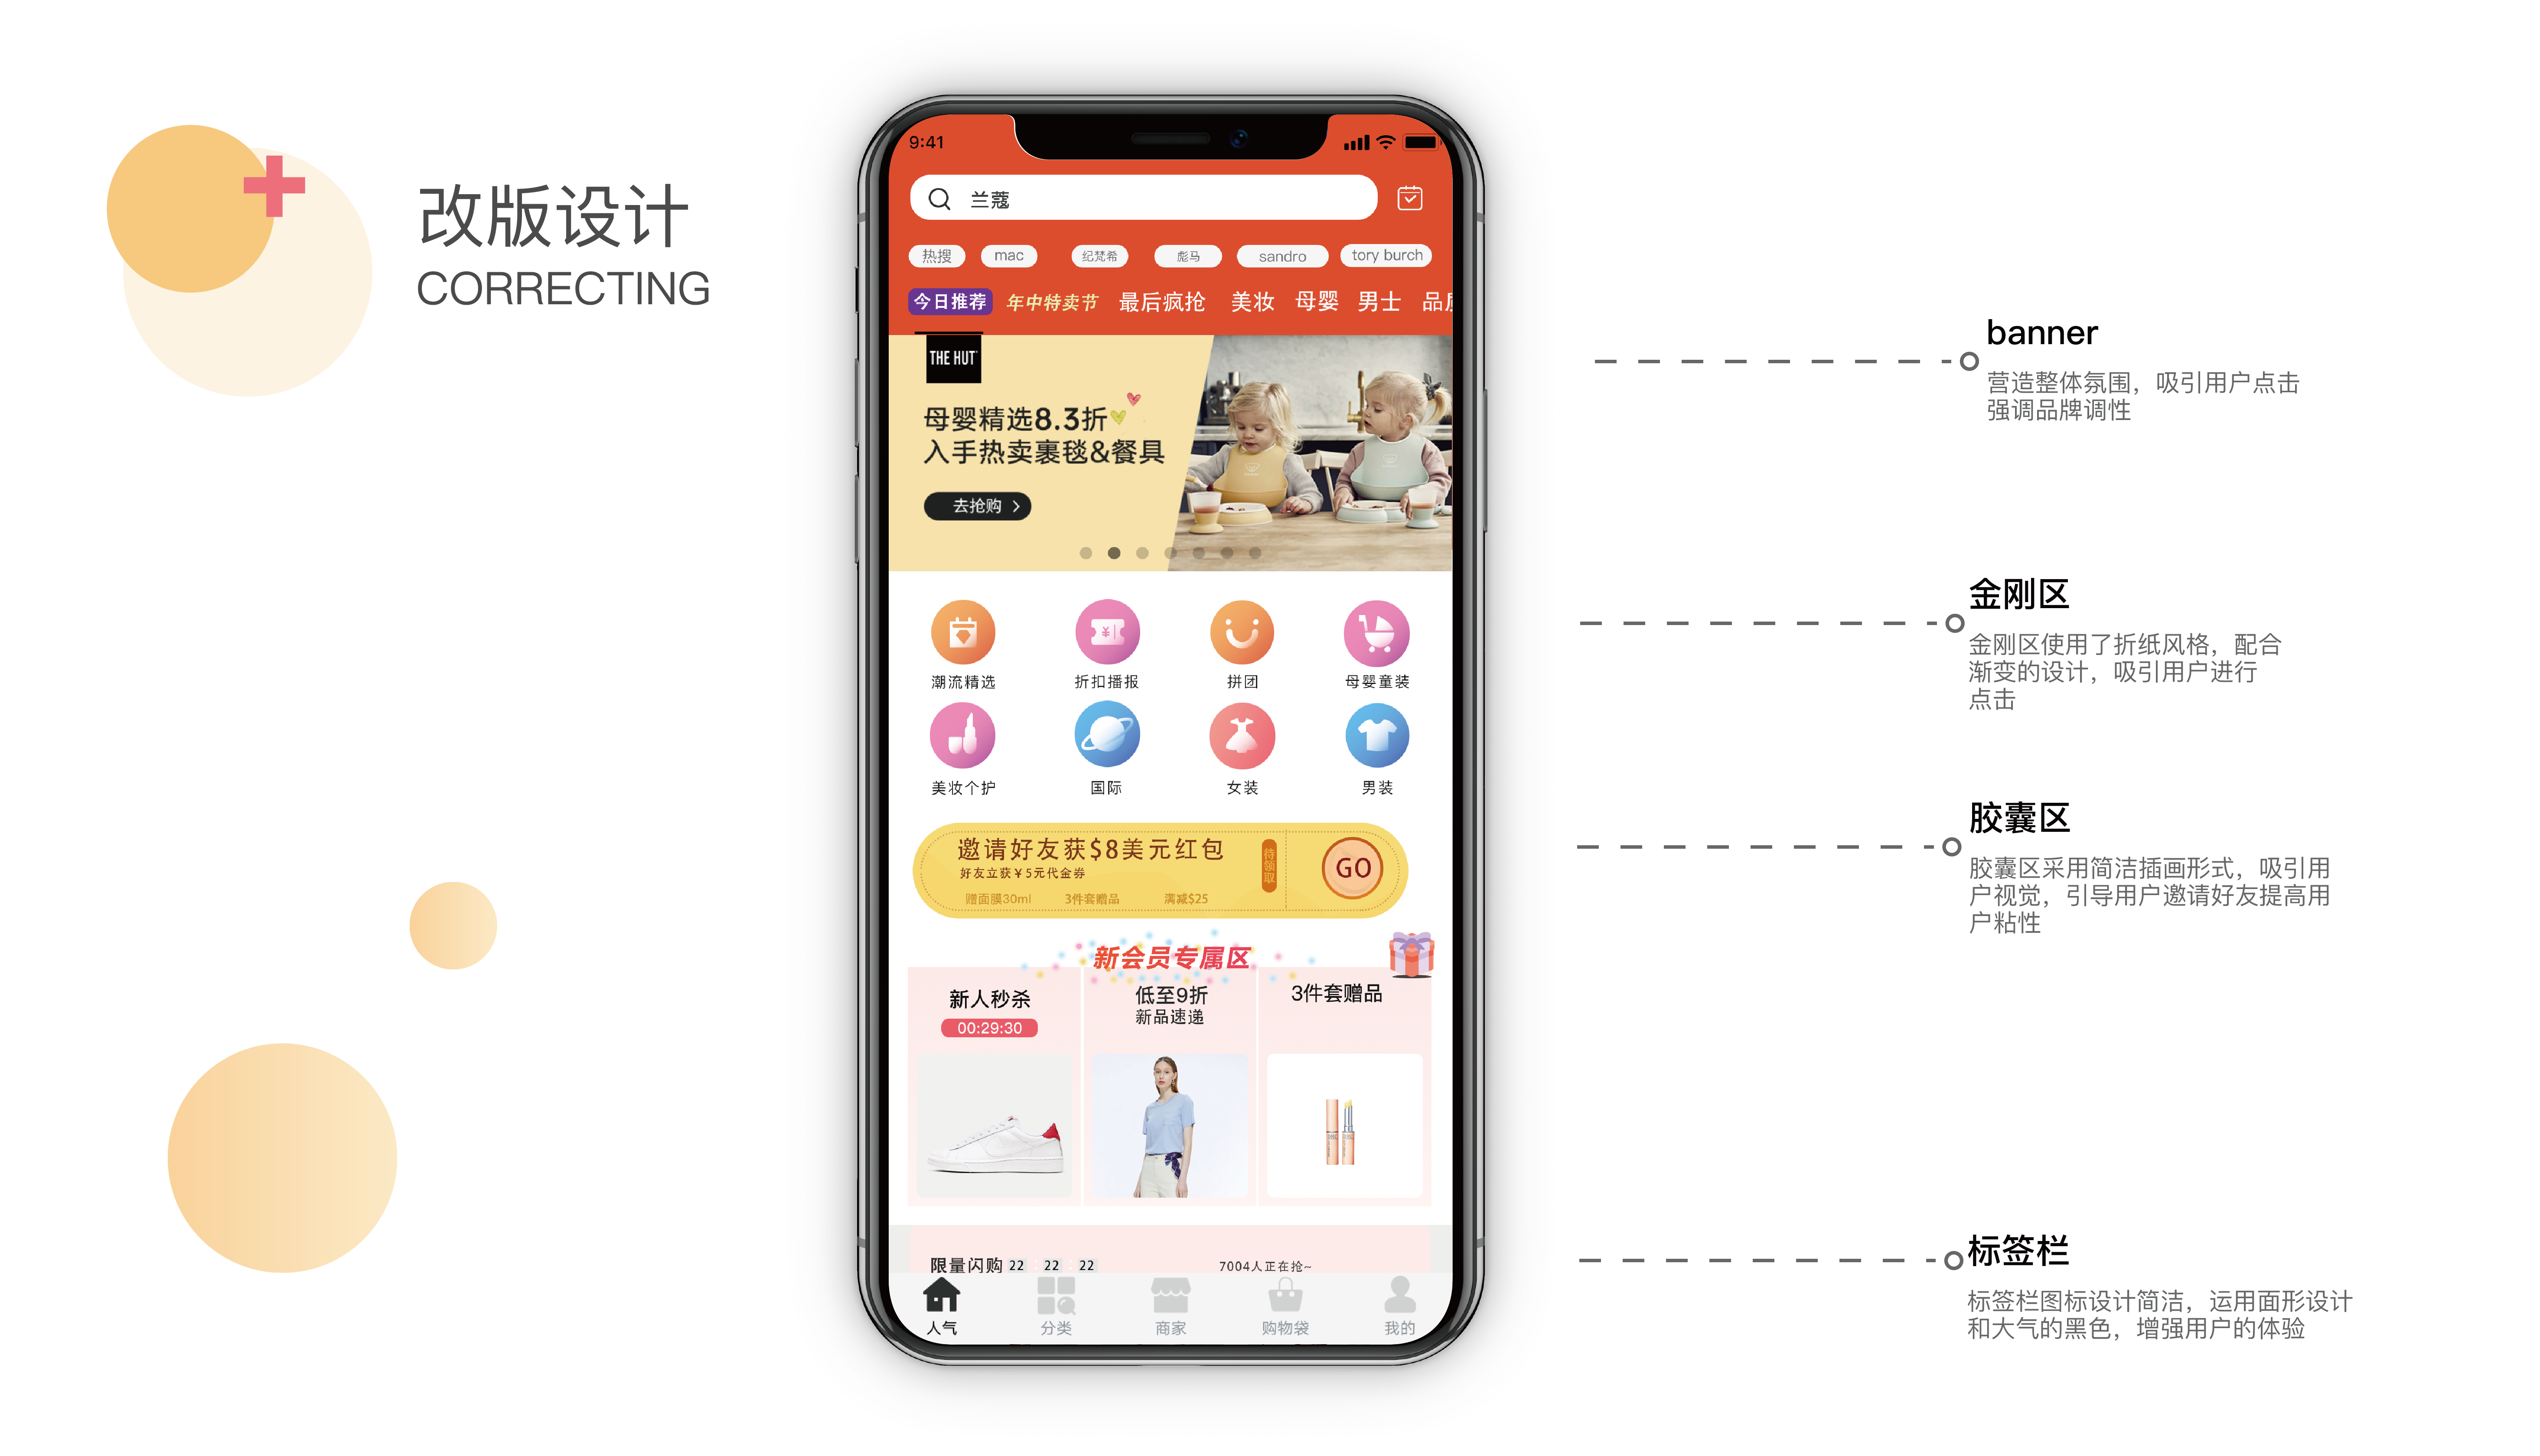 改版设计
CORRECTING
9:41
兰蔻
热搜
mac
纪梵希
彪马
sandro
tory burch
今日推荐
年中特卖节
最后疯抢
美妆
母婴
男士
品质
THE HUT
母婴精选8.3折
入手热卖裹毯&餐具
去抢购 >
潮流精选
折扣播报
拼团
母婴童装
美妆个护
国际
女装
男装
邀请好友获$8美元红包
好友立获￥5元代金券
赠面膜30ml
3件套赠品
满减$25
待领取
GO
新会员专属区
新人秒杀
00:29:30
低至9折
新品速递
3件套赠品
限量闪购 22 22 22
7004人正在抢~
人气
分类
商家
购物袋
我的
banner
营造整体氛围，吸引用户点击
强调品牌调性
金刚区
金刚区使用了折纸风格，配合
渐变的设计，吸引用户进行
点击
胶囊区
胶囊区采用简洁插画形式，吸引用
户视觉，引导用户邀请好友提高用
户粘性
标签栏
标签栏图标设计简洁，运用面形设计
和大气的黑色，增强用户的体验